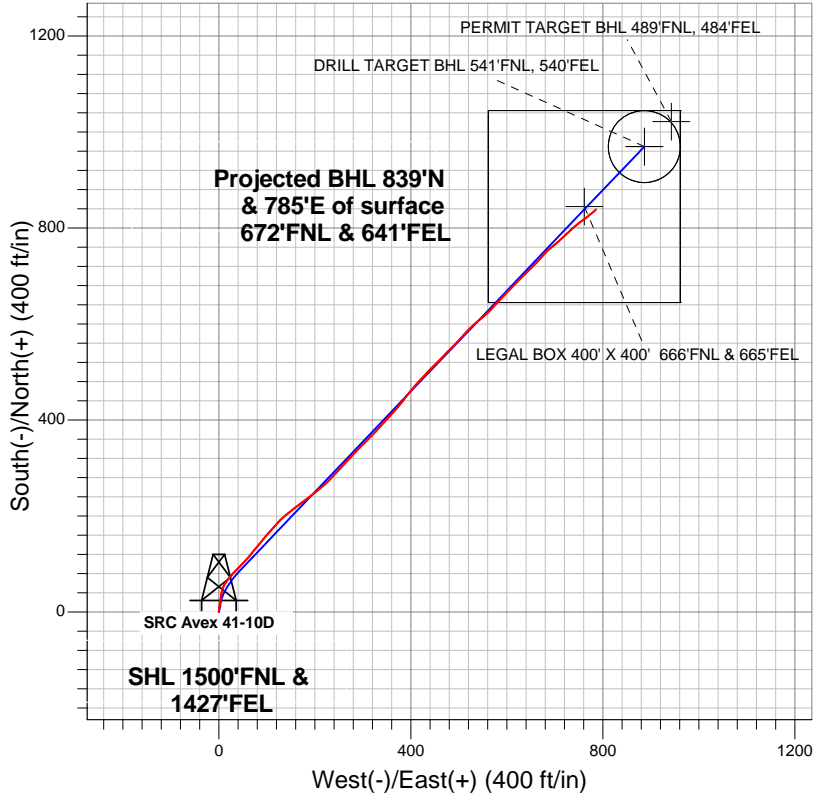 PERMIT TARGET BHL 489'FNL, 484'FEL
DRILL TARGET BHL 541'FNL, 540'FEL
Projected BHL 839'N
& 785'E of surface
672'FNL & 641'FEL
LEGAL BOX 400' X 400' 666'FNL & 665'FEL
SRC Avex 41-10D
SHL 1500'FNL &
1427'FEL
South(-)/North(+) (400 ft/in)
1200
800
400
0
0
400
800
1200
West(-)/East(+) (400 ft/in)